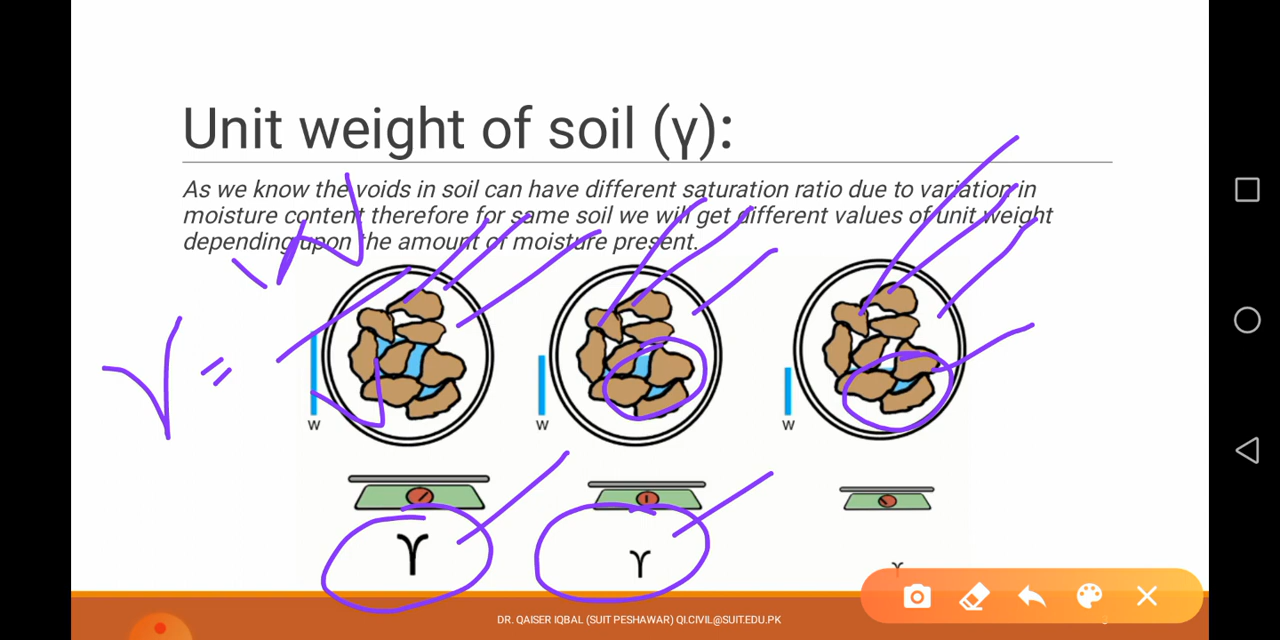 Unit weight of soil (γ):
As we know the voids in soil can have different saturation ratio due to variation in
moisture content therefore for same soil we will get different values of unit weight
depending upon the amount of moisture present.
γ = W
V
w
w
w
γ
γ
γ
DR. QAISER IQBAL (SUIT PESHAWAR) QI.CIVIL@SUIT.EDU.PK